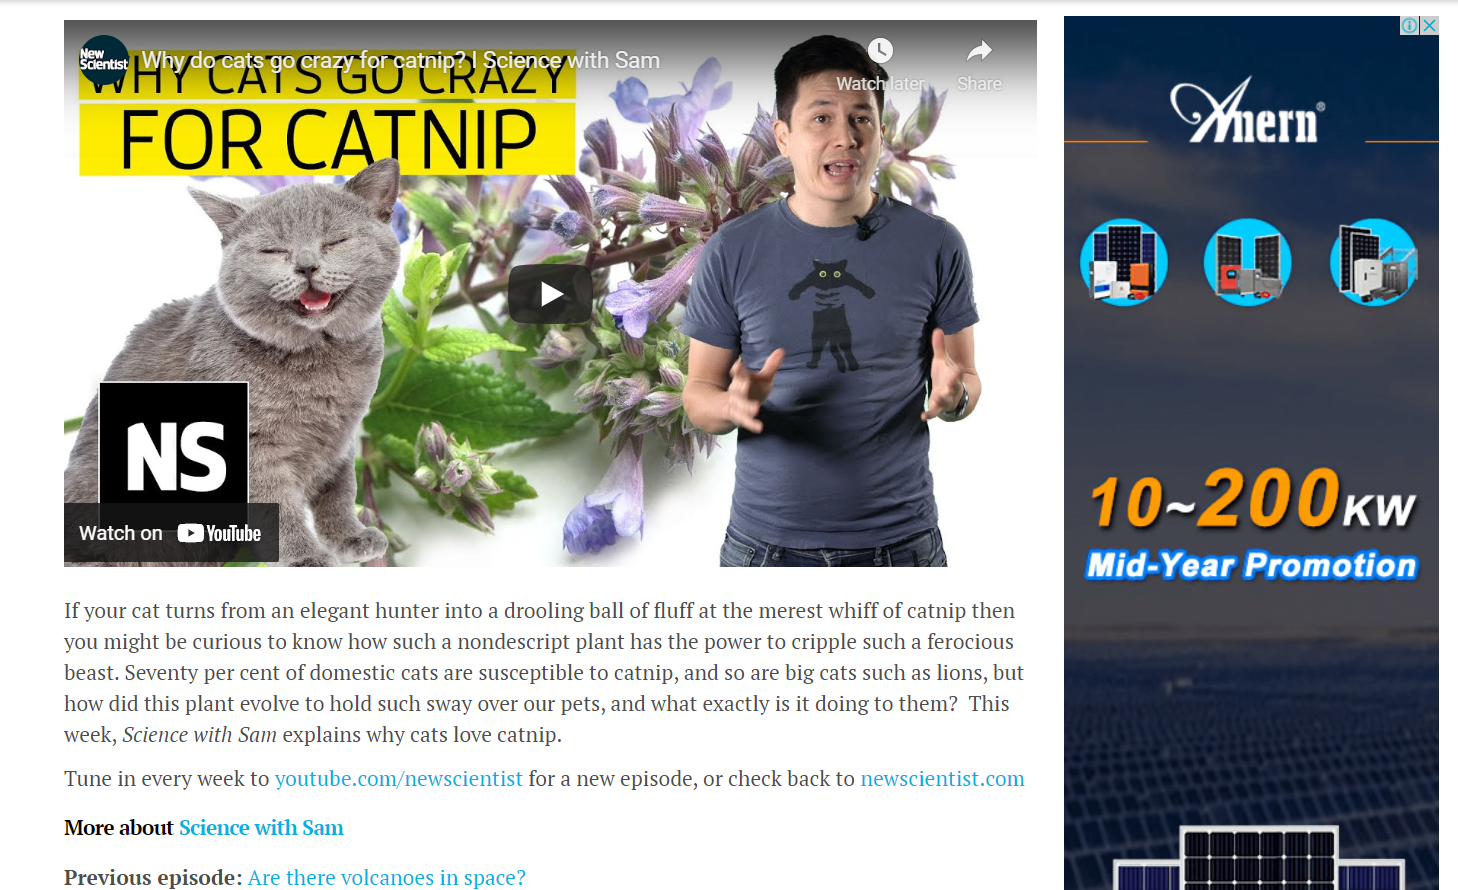 New
Scientist
Why do cats go crazy for catnip? | Science with Sam
Watch later
Share
WHY CATS GO CRAZY
FOR CATNIP
NS
Watch on YouTube
If your cat turns from an elegant hunter into a drooling ball of fluff at the merest whiff of catnip then
you might be curious to know how such a nondescript plant has the power to cripple such a ferocious
beast. Seventy per cent of domestic cats are susceptible to catnip, and so are big cats such as lions, but
how did this plant evolve to hold such sway over our pets, and what exactly is it doing to them?  This
week, Science with Sam explains why cats love catnip.
Tune in every week to youtube.com/newscientist for a new episode, or check back to newscientist.com
More about Science with Sam
Previous episode: Are there volcanoes in space?
Anern®
10~200KW
Mid-Year Promotion